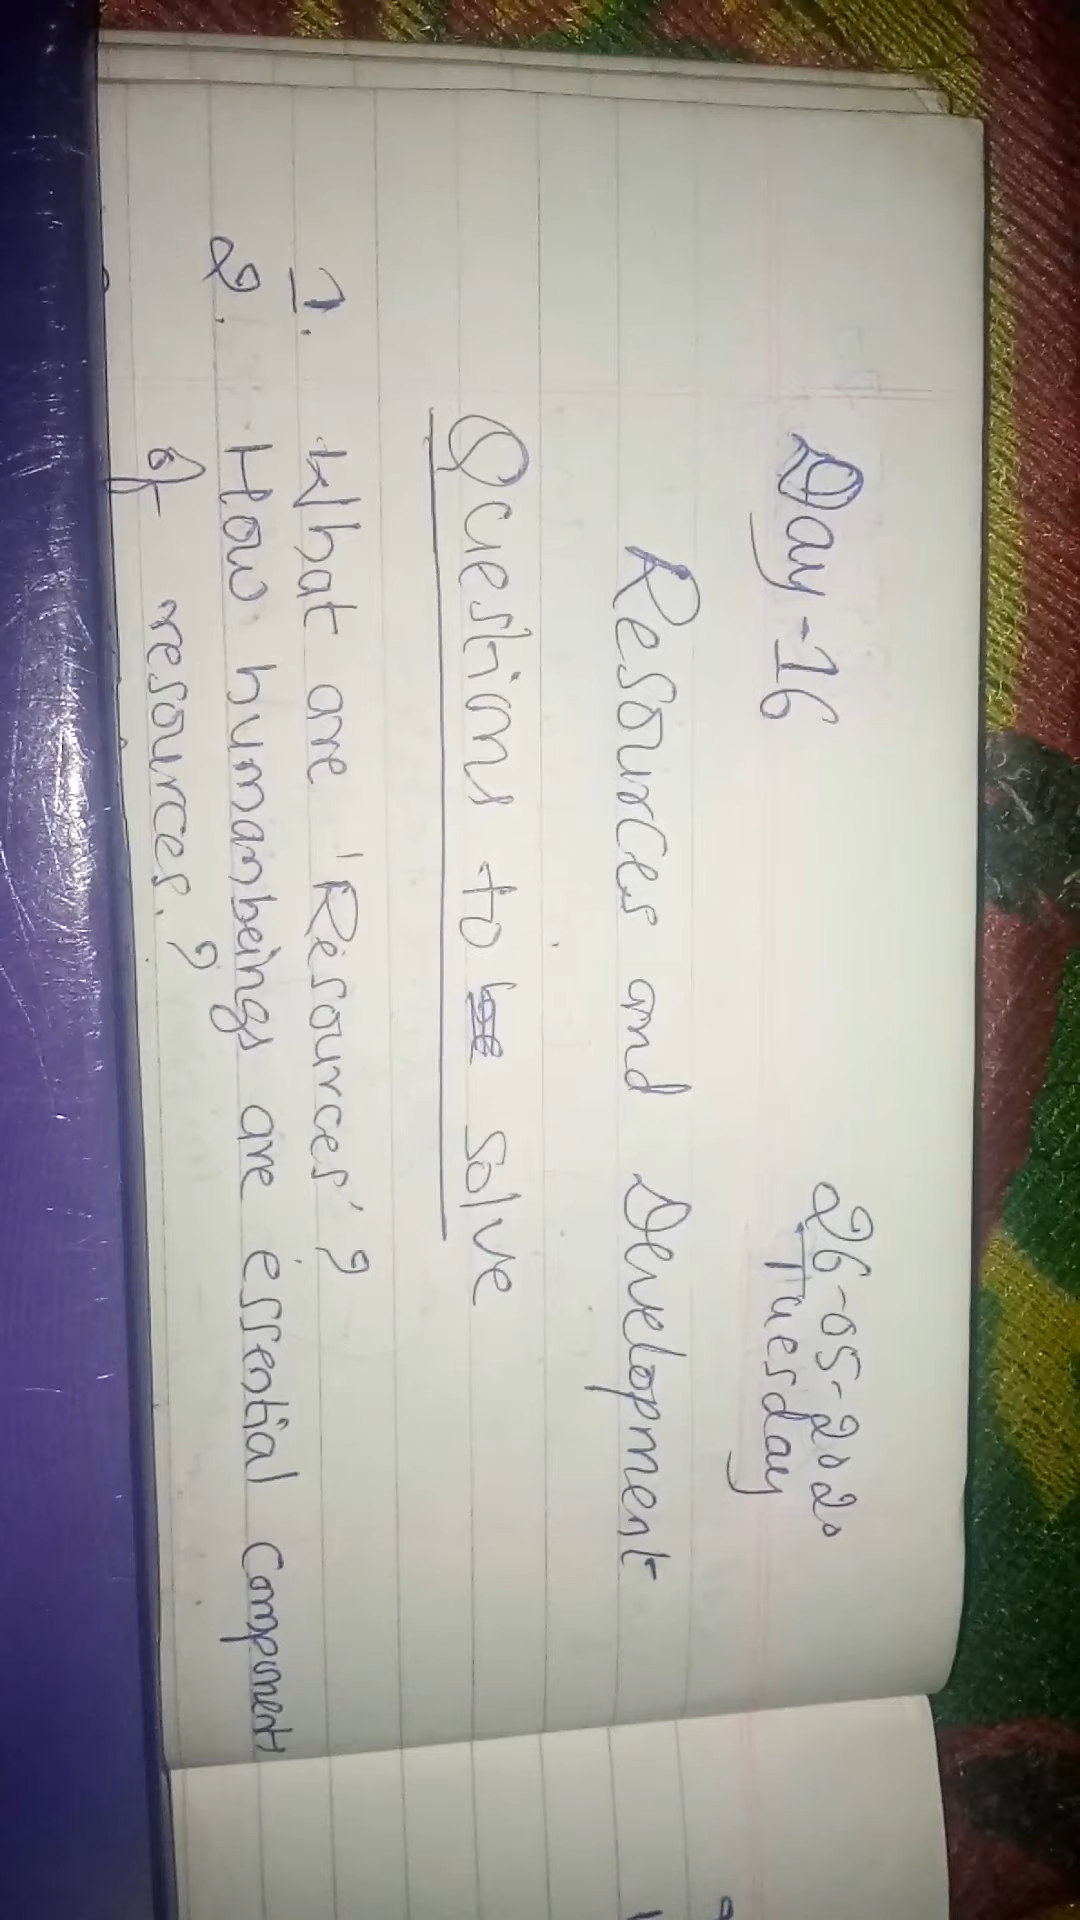 Day-16
26-05-2020
Tuesday
Resources and Development
Questions to solve
1. What are 'Resources'?
2. How humanbeings are essential Component
of resources.?